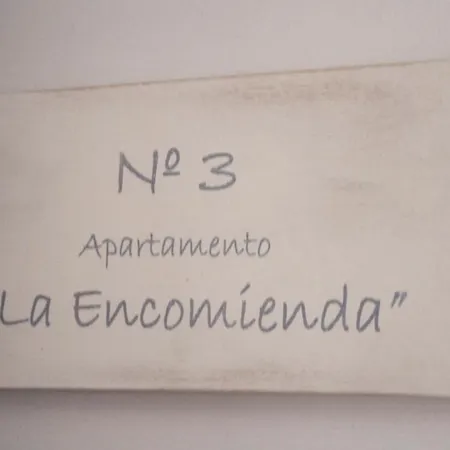 Nº 3
Apartamento
La Encomienda"